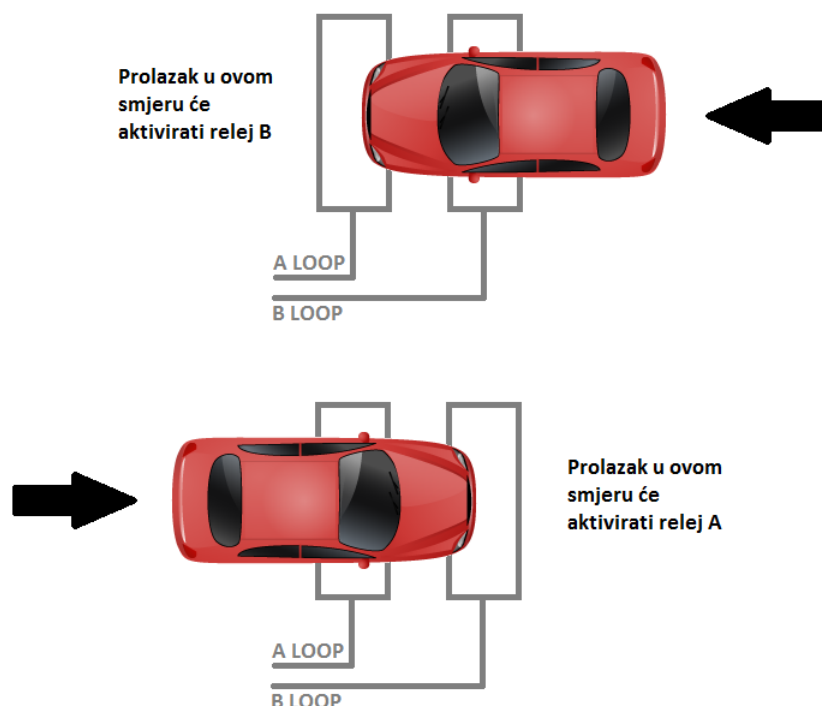 Prolazak u ovom
smjeru će
aktivirati relej B
A LOOP
B LOOP
Prolazak u ovom
smjeru će
aktivirati relej A
A LOOP
B LOOP